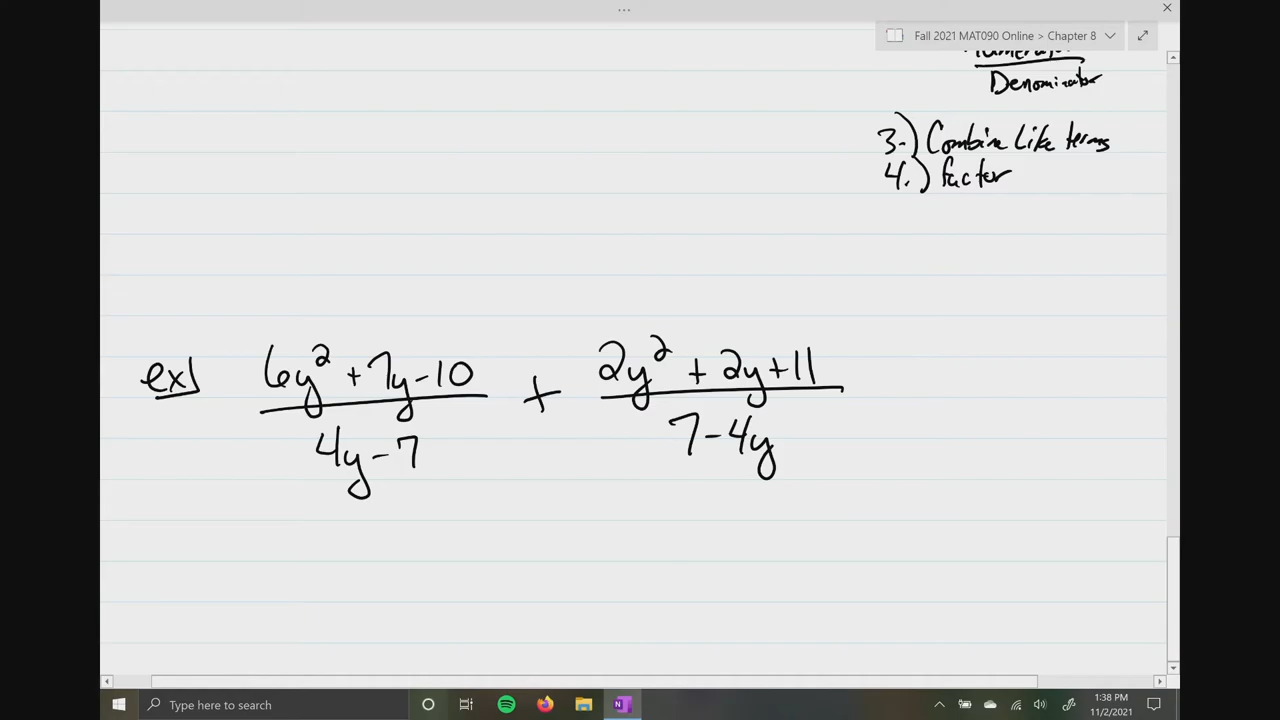 ...
Fall 2021 MAT090 Online > Chapter 8
Denominator
3.) Combine Like terms
4.) factor
ex) 6y² + 7y - 10 / 4y - 7 + 2y² + 2y + 11 / 7 - 4y
Type here to search
1:38 PM
11/2/2021